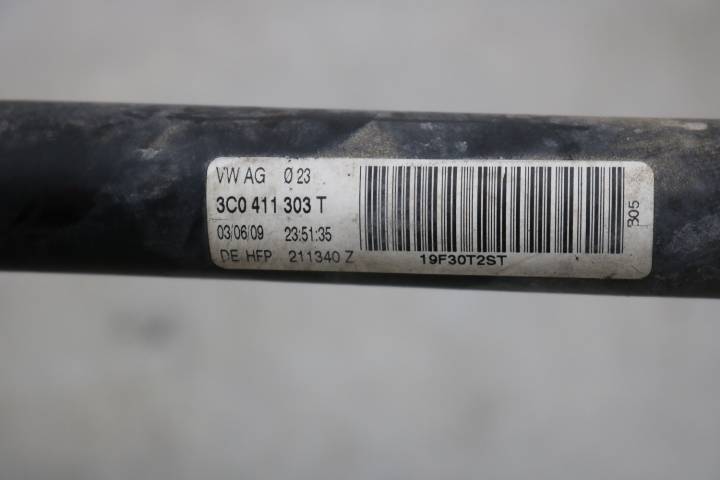 VW AG Ø 23
3C0 411 303 T
03/06/09 23:51:35
DE HFP 211340 Z
19F30T2ST
305